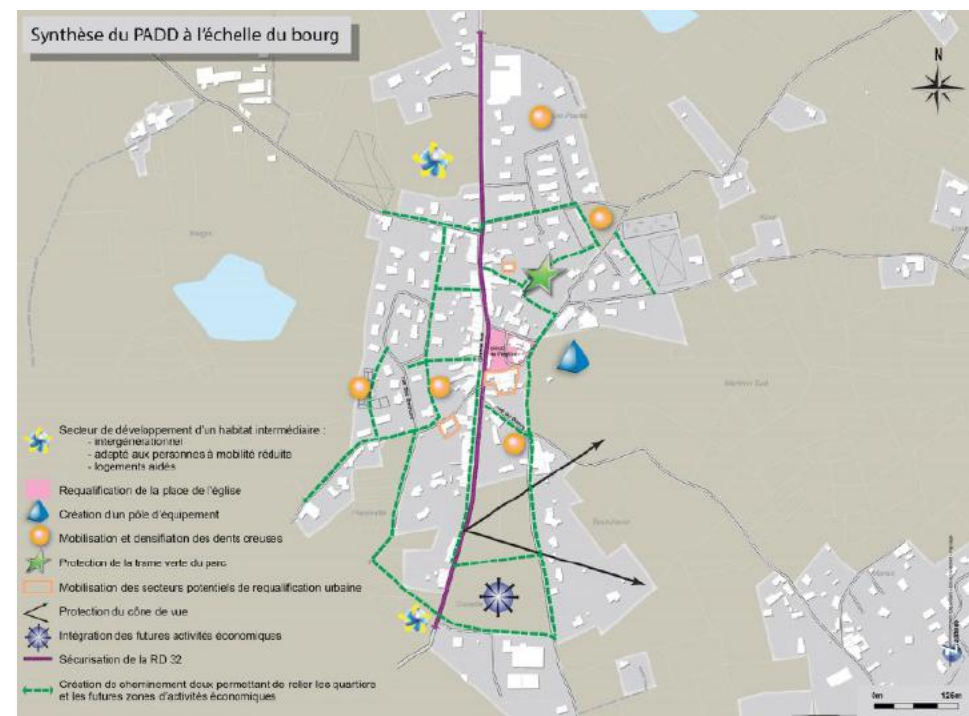 Synthèse du PADD à l'échelle du bourg
N
Secteur de développement d'un habitat intermédiaire :
- intergénérationnel
- adapté aux personnes à mobilité réduite
- logements aidés
Requalification de la place de l'église
Création d'un pôle d'équipement
Mobilisation et densifiation des dents creuses
Protection de la trame verte du parc
Mobilisation des secteurs potentiels de requalification urbaine
Protection du cône de vue
Intégration des futures activités économiques
Sécurisation de la RD 32
Création de cheminement doux permettant de relier les quartiers
et les futures zones d'activités économiques
0m 125m